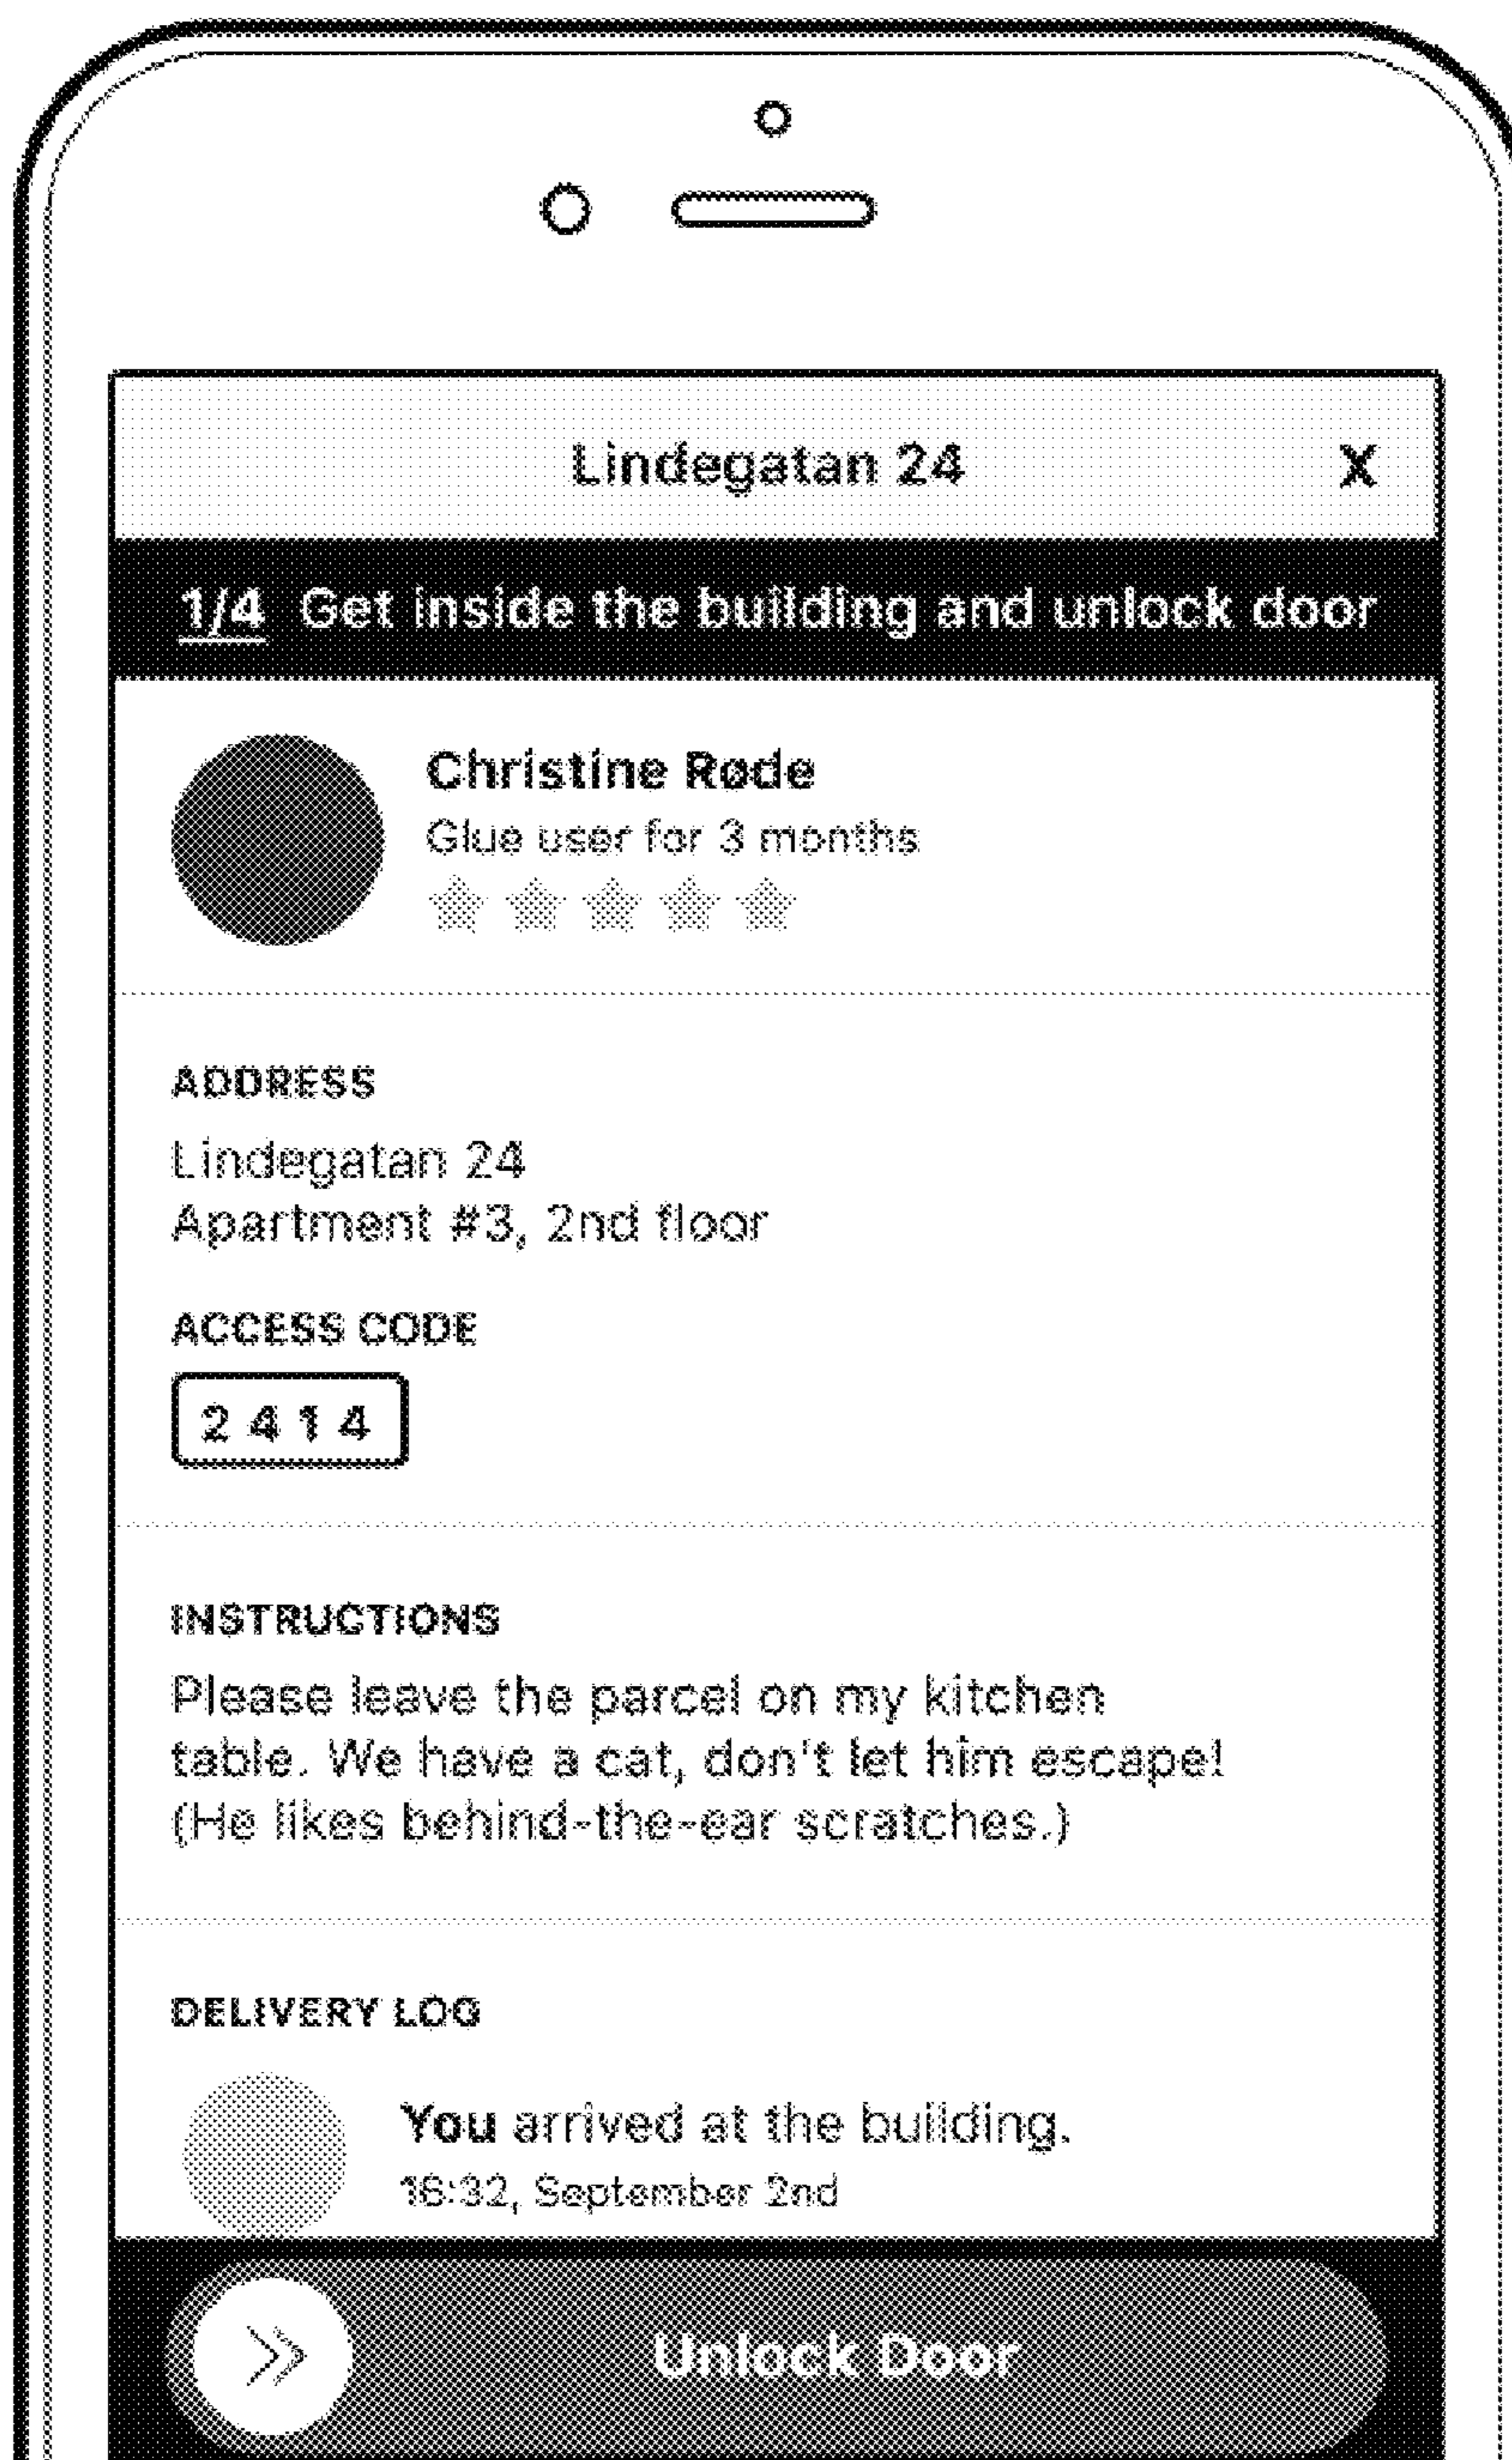 Lindegatan 24 X
1/4 Get inside the building and unlock door
Christine Røde
Glue user for 3 months
ADDRESS
Lindegatan 24
Apartment #3, 2nd floor
ACCESS CODE
2 4 1 4
INSTRUCTIONS
Please leave the parcel on my kitchen
table. We have a cat, don't let him escape!
(He likes behind-the-ear scratches.)
DELIVERY LOG
You arrived at the building.
16:32, September 2nd
Unlock Door